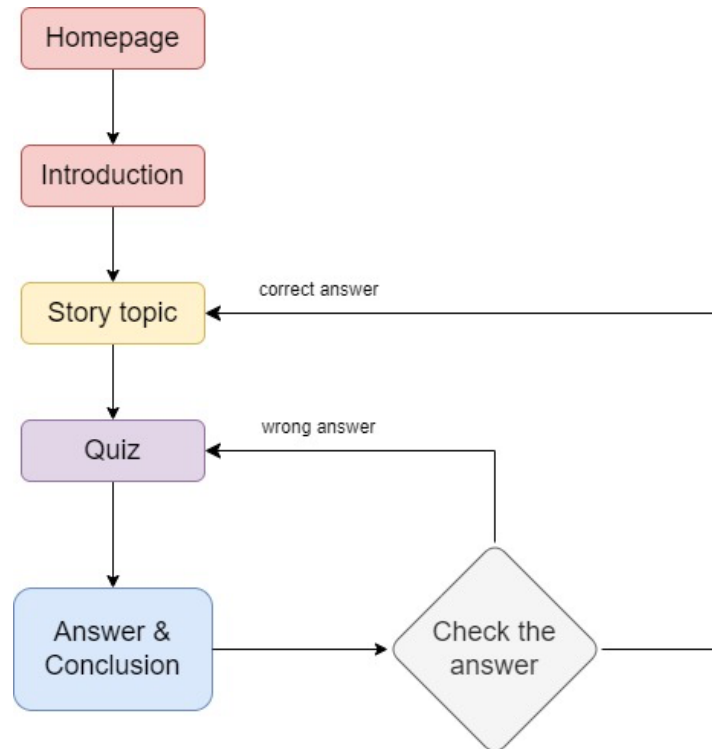 Homepage
Introduction
correct answer
Story topic
wrong answer
Quiz
Answer &
Conclusion
Check the
answer